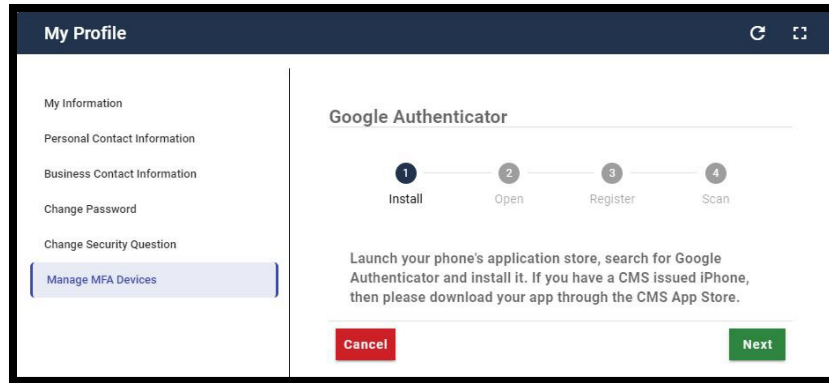 My Profile
My Information
Personal Contact Information
Business Contact Information
Change Password
Change Security Question
Manage MFA Devices
Google Authenticator
1 2 3 4
Install Open Register Scan
Launch your phone's application store, search for Google
Authenticator and install it. If you have a CMS issued iPhone,
then please download your app through the CMS App Store.
Cancel Next